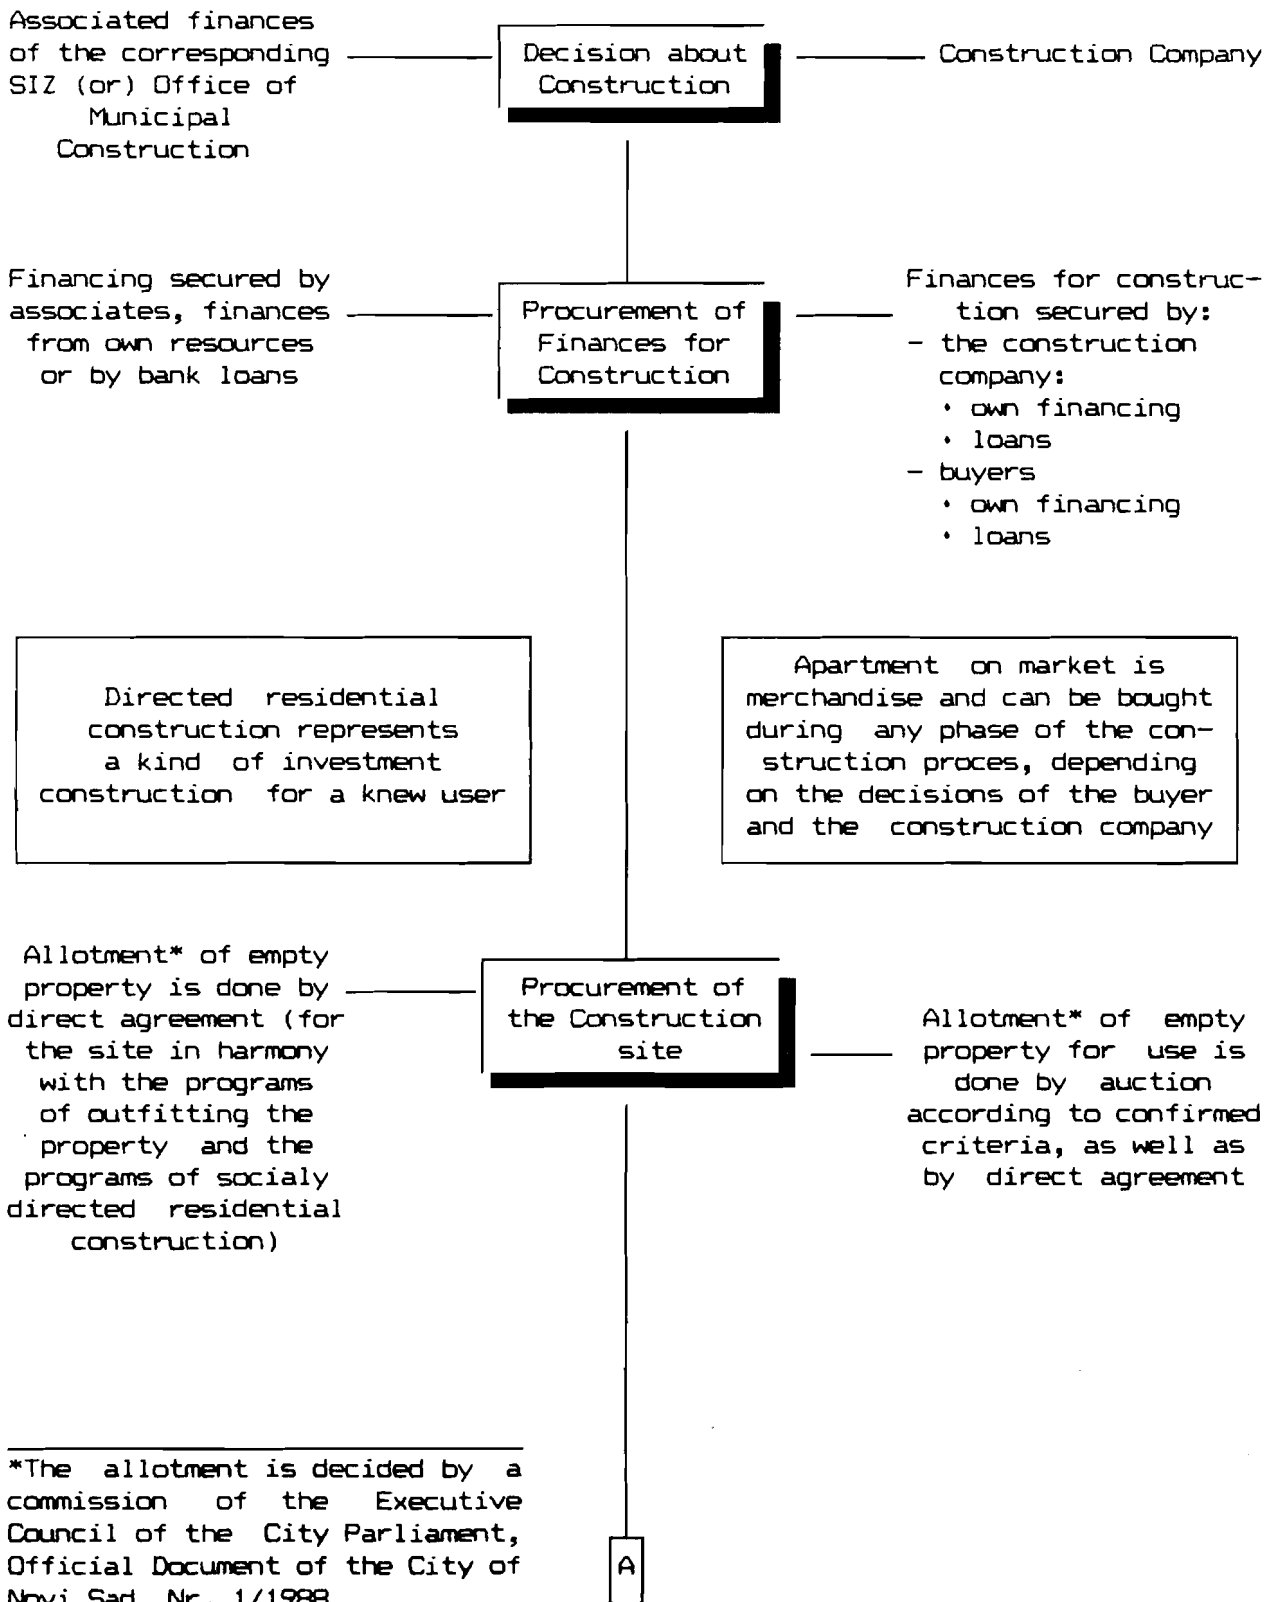 Associated finances
of the corresponding
SIZ (or) Office of
Municipal
Construction
Decision about
Construction
Construction Company
Financing secured by
associates, finances
from own resources
or by bank loans
Procurement of
Finances for
Construction
Finances for construc-
tion secured by:
- the construction
company:
• own financing
• loans
- buyers
• own financing
• loans
Directed residential
construction represents
a kind of investment
construction for a knew user
Apartment on market is
merchandise and can be bought
during any phase of the con-
struction proces, depending
on the decisions of the buyer
and the construction company
Allotment* of empty
property is done by
direct agreement (for
the site in harmony
with the programs
of outfitting the
property and the
programs of socialy
directed residential
construction)
Procurement of
the Construction
site
Allotment* of empty
property for use is
done by auction
according to confirmed
criteria, as well as
by direct agreement
*The allotment is decided by a
commission of the Executive
Council of the City Parliament,
Official Document of the City of
Novi Sad, Nr. 1/1988
A